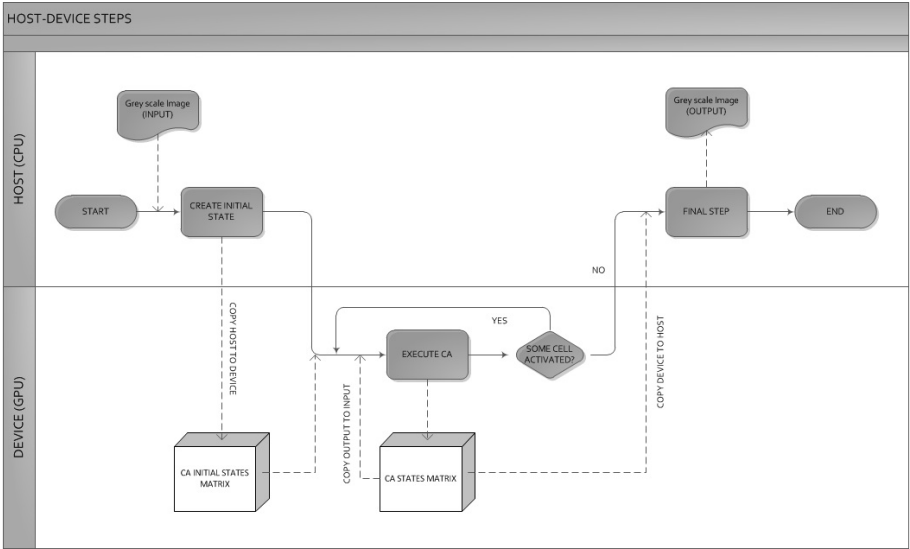 HOST-DEVICE STEPS
HOST (CPU)
Grey scale Image
(INPUT)
START
CREATE INITIAL
STATE
Grey scale Image
(OUTPUT)
FINAL STEP
END
NO
DEVICE (GPU)
COPY HOST TO DEVICE
YES
EXECUTE CA
SOME CELL
ACTIVATED?
COPY DEVICE TO HOST
COPY OUTPUT TO INPUT
CA INITIAL STATES
MATRIX
CA STATES MATRIX